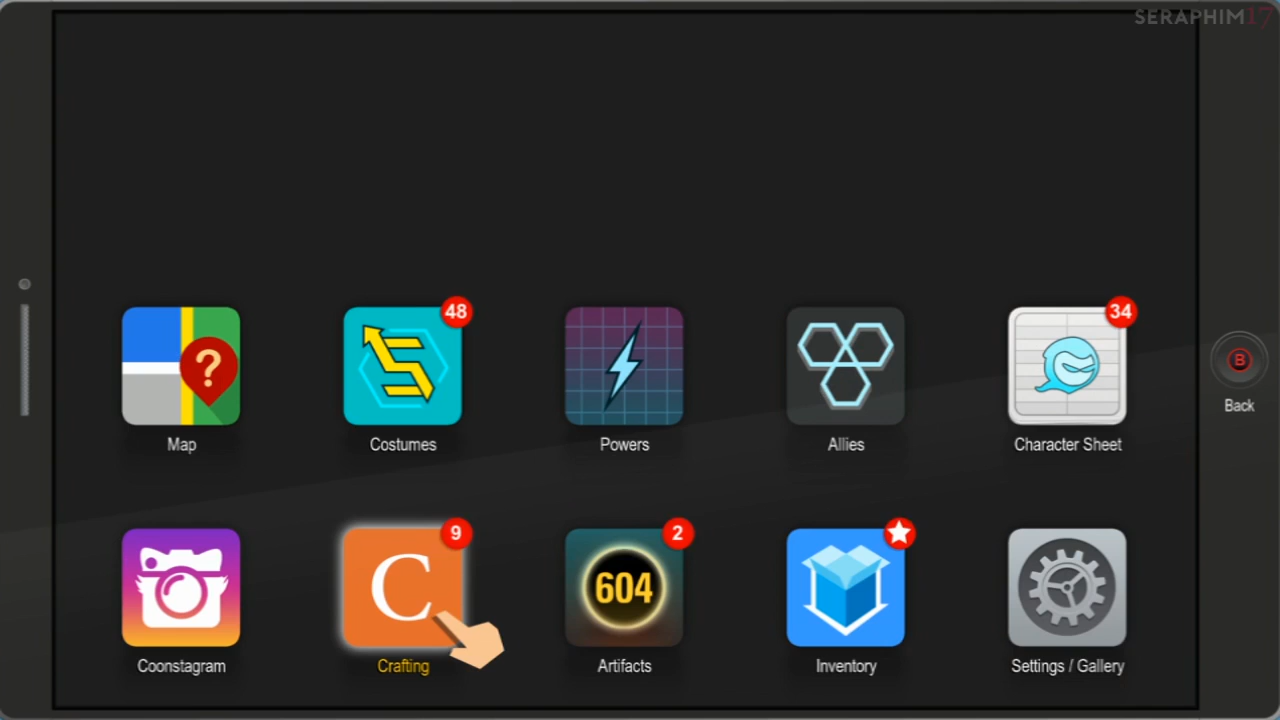 SERAPHIM17
48
34
?
Map
Costumes
Powers
Allies
Character Sheet
B
Back
9
2
C
604
Coonstagram
Crafting
Artifacts
Inventory
Settings / Gallery